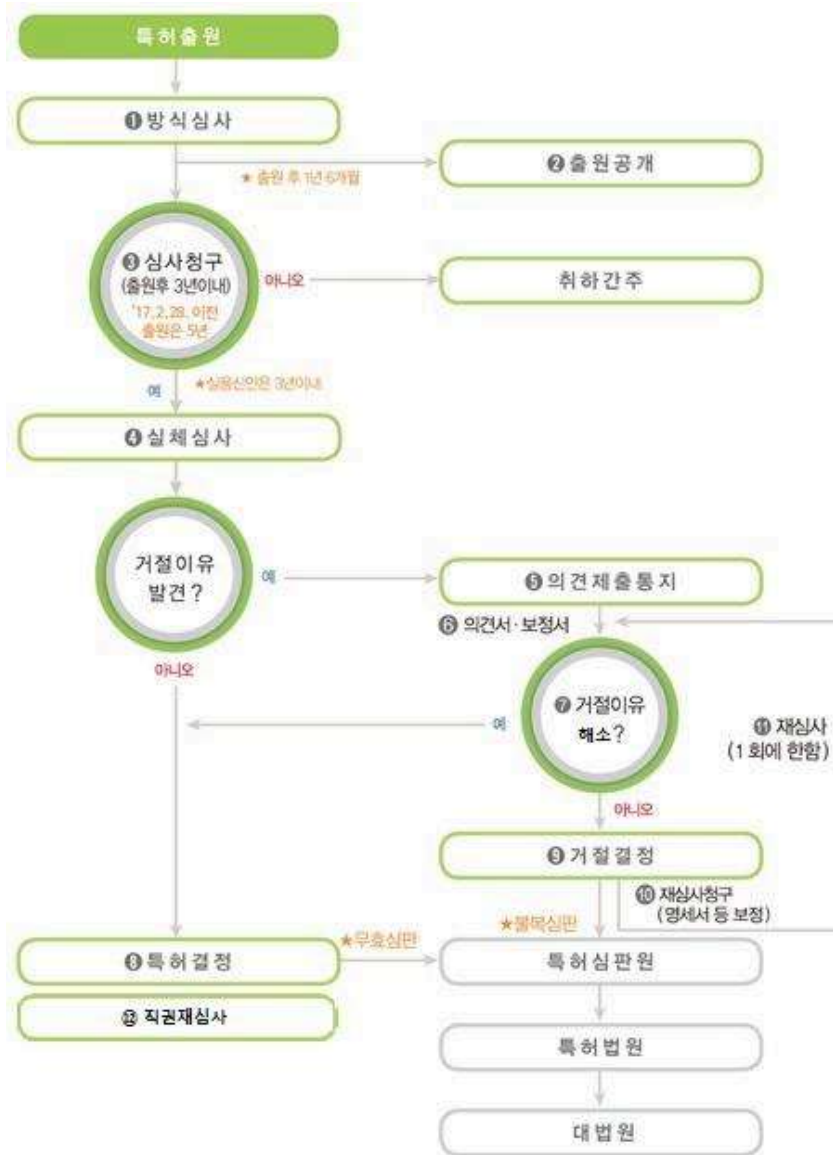 특허출원
❶ 방식심사
❷ 출원공개
★ 출원 후 1년 6개월
❸ 심사청구
(출원후 3년이내)
'17.2.28. 이전
출원은 5년
아니오
취하간주
예
★실용신안은 3년이내
❹ 실체심사
거절이유
발견?
예
❺ 의견제출통지
❻ 의견서·보정서
아니오
❼ 거절이유
해소?
예
⓫ 재심사
(1회에 한함)
아니오
❾ 거절결정
❿ 재심사청구
(명세서 등 보정)
★불복심판
★무효심판
❽ 특허결정
특허심판원
⑫ 직권재심사
특허법원
대법원